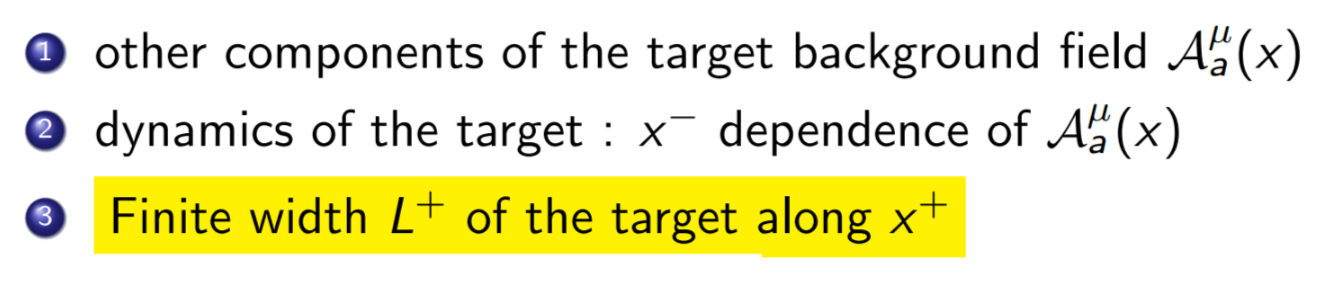 1 other components of the target background field 𝒜ₐ^μ(x)
2 dynamics of the target : x⁻ dependence of 𝒜ₐ^μ(x)
3 Finite width L⁺ of the target along x⁺